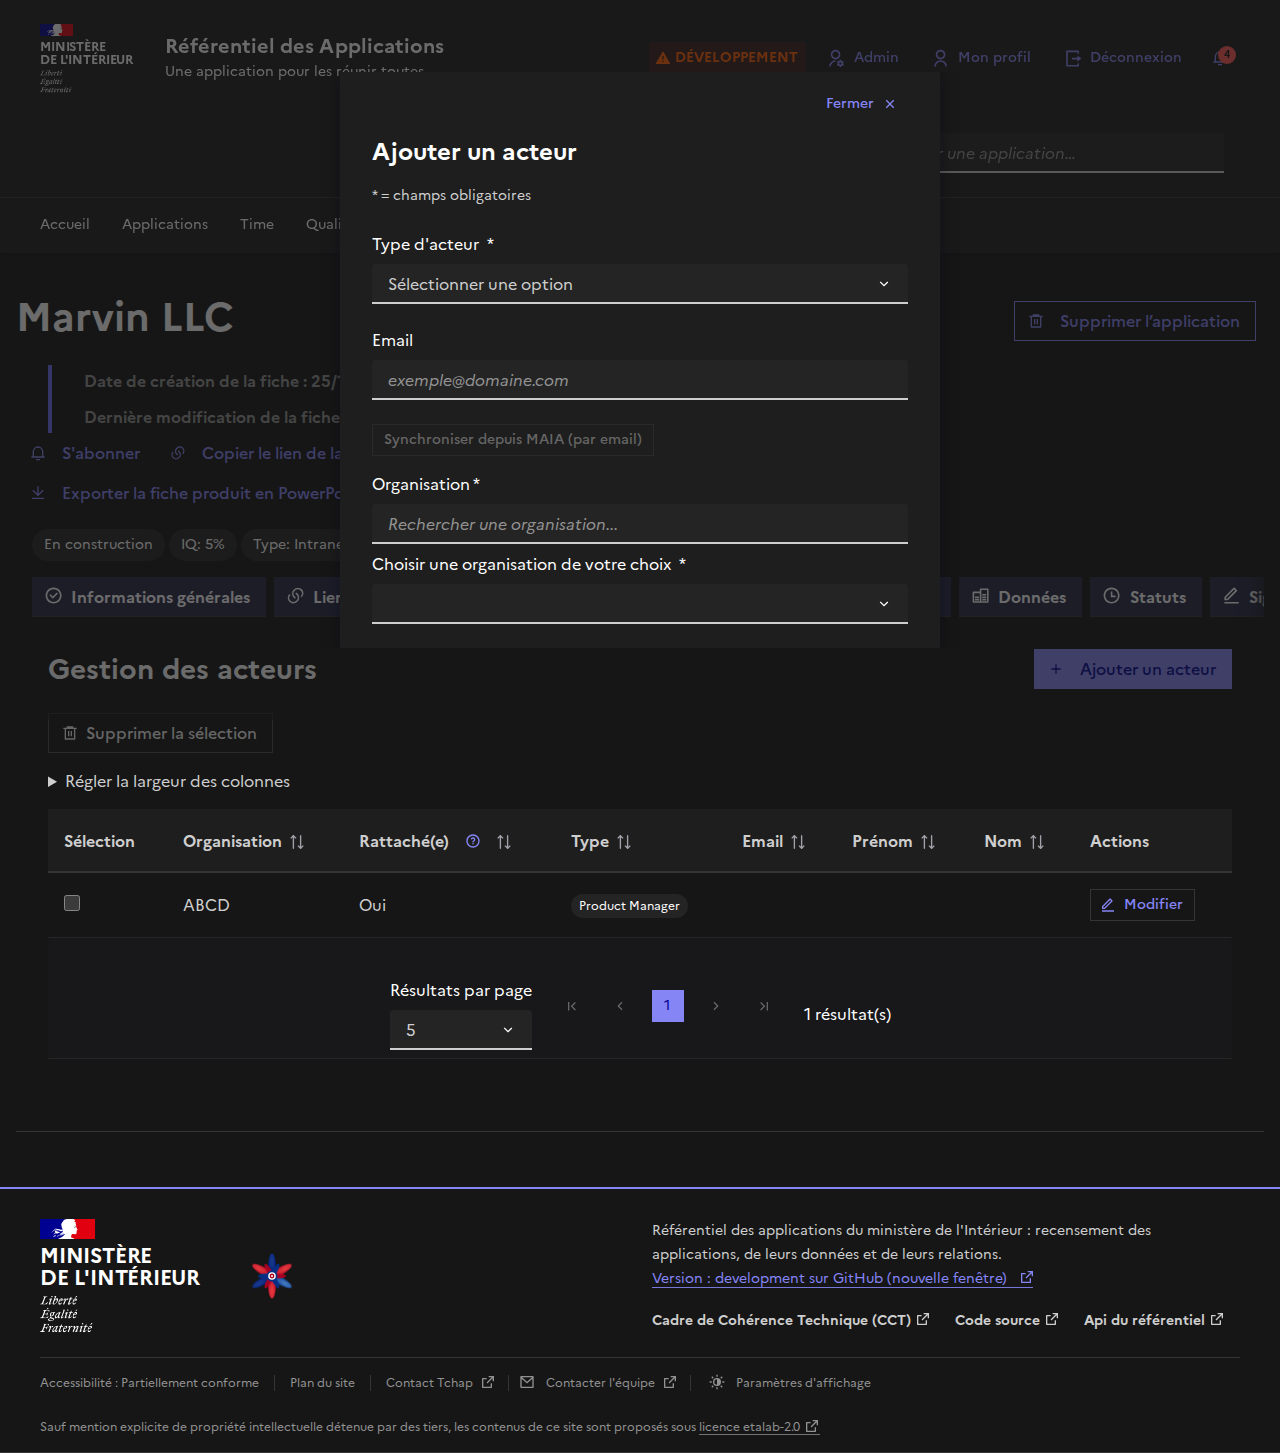 MINISTÈRE
DE L'INTÉRIEUR
Liberté
Égalité
Fraternité
Référentiel des Applications
Une application pour les réunir toutes
DÉVELOPPEMENT
Admin
Mon profil
Déconnexion
4
r une application...
Accueil
Applications
Time
Quali
Fermer
Ajouter un acteur
* = champs obligatoires
Type d'acteur *
Sélectionner une option
Email
exemple@domaine.com
Synchroniser depuis MAIA (par email)
Organisation *
Rechercher une organisation...
Choisir une organisation de votre choix *
Marvin LLC
Supprimer l’application
Date de création de la fiche : 25/
Dernière modification de la fiche
S'abonner
Copier le lien de la
Exporter la fiche produit en PowerPo
En construction
IQ: 5%
Type: Intrane
Informations générales
Lien
Données
Statuts
Sig
Gestion des acteurs
Ajouter un acteur
Supprimer la sélection
Régler la largeur des colonnes
Sélection
Organisation
Rattaché(e)
Type
Email
Prénom
Nom
Actions
ABCD
Oui
Product Manager
Modifier
Résultats par page
5
1
1 résultat(s)
MINISTÈRE
DE L'INTÉRIEUR
Liberté
Égalité
Fraternité
Référentiel des applications du ministère de l'Intérieur : recensement des
applications, de leurs données et de leurs relations.
Version : development sur GitHub (nouvelle fenêtre)
Cadre de Cohérence Technique (CCT)
Code source
Api du référentiel
Accessibilité : Partiellement conforme
Plan du site
Contact Tchap
Contacter l'équipe
Paramètres d'affichage
Sauf mention explicite de propriété intellectuelle détenue par des tiers, les contenus de ce site sont proposés sous licence etalab-2.0